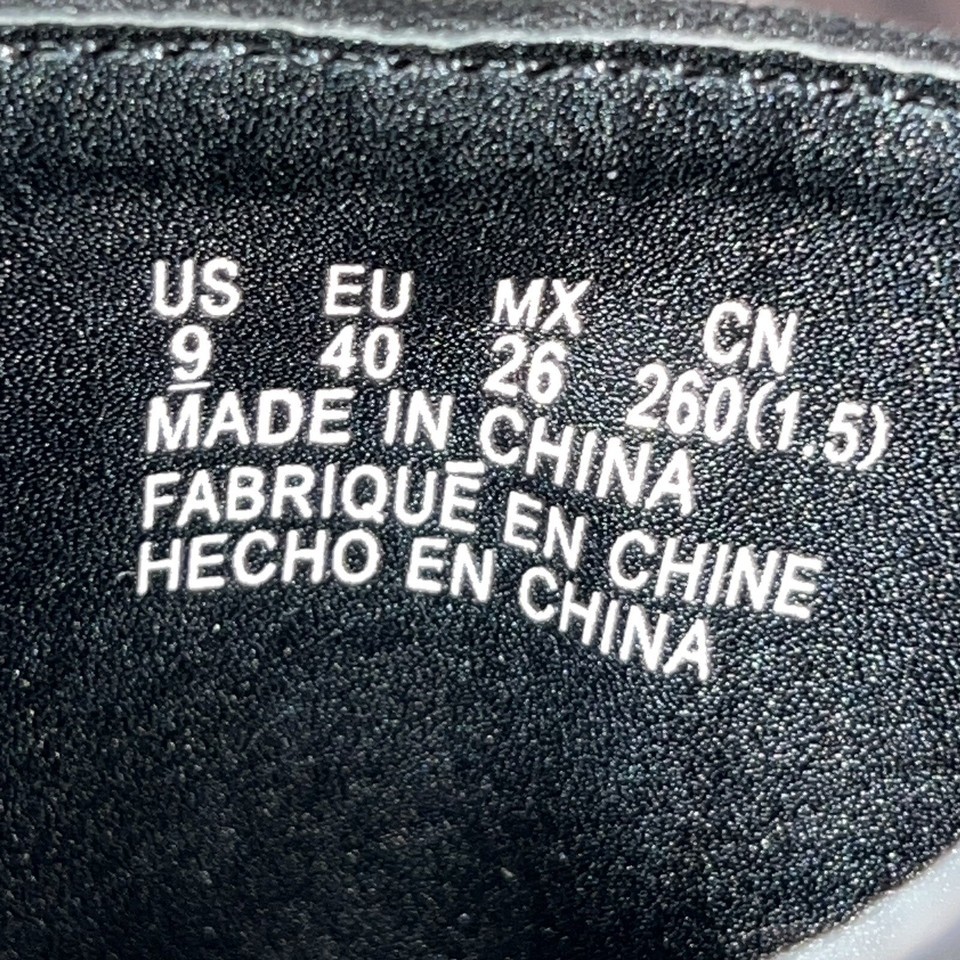 US EU MX CN
9 40 26 260(1.5)
MADE IN CHINA
FABRIQUÉ EN CHINE
HECHO EN CHINA